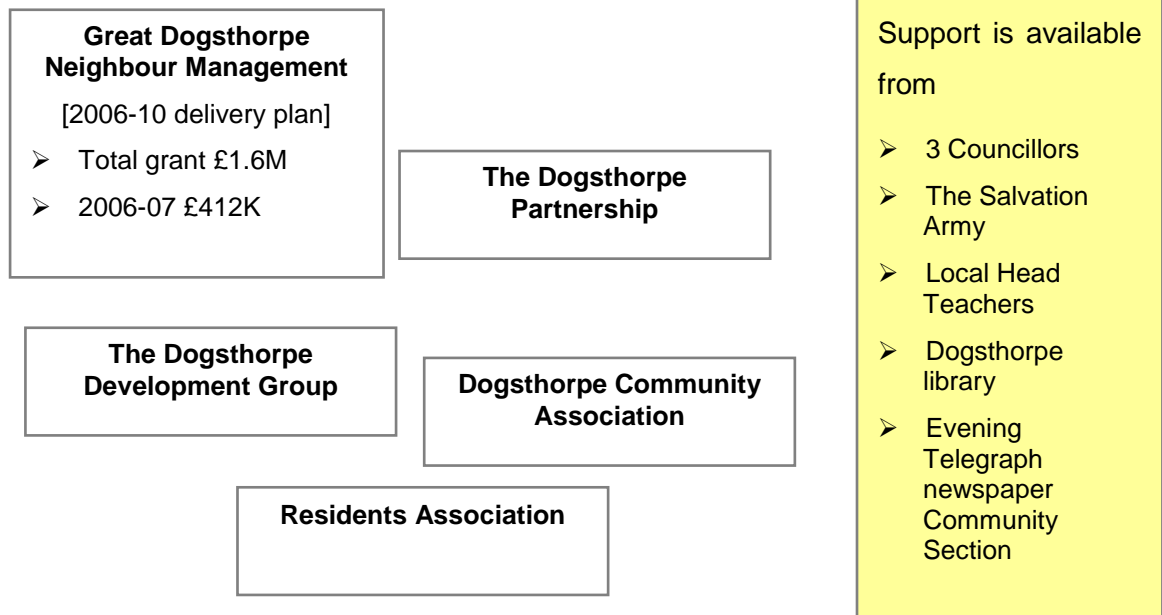 Great Dogsthorpe
Neighbour Management
[2006-10 delivery plan]
➢ Total grant £1.6M
➢ 2006-07 £412K
The Dogsthorpe
Partnership
The Dogsthorpe
Development Group
Dogsthorpe Community
Association
Residents Association
Support is available
from
➢ 3 Councillors
➢ The Salvation
Army
➢ Local Head
Teachers
➢ Dogsthorpe
library
➢ Evening
Telegraph
newspaper
Community
Section